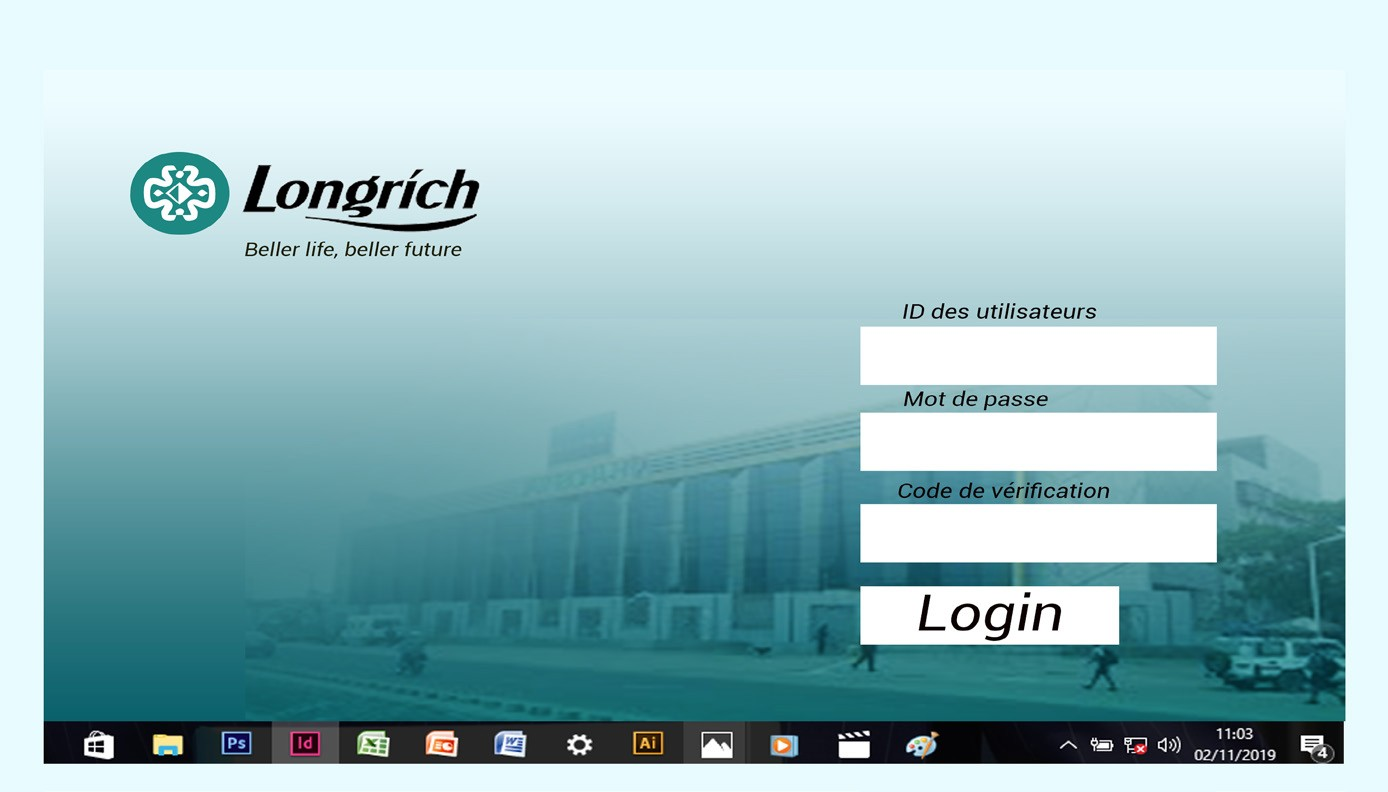 Longrích
Beller life, beller future
ID des utilisateurs
Mot de passe
Code de vérification
Login
Ps
Id
Ai
11:03
02/11/2019
4